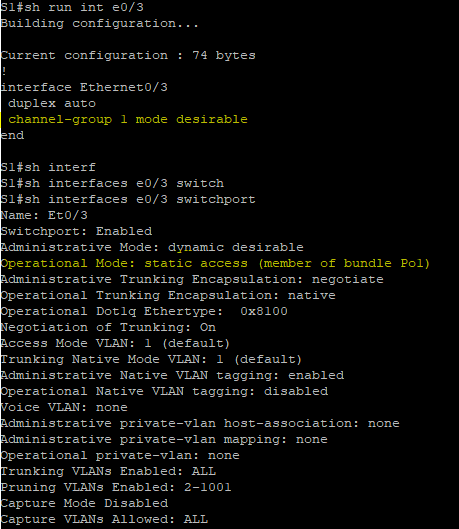 S1#sh run int e0/3
Building configuration...
Current configuration : 74 bytes
!
interface Ethernet0/3
duplex auto
channel-group 1 mode desirable
end
S1#sh interf
S1#sh interfaces e0/3 switch
S1#sh interfaces e0/3 switchport
Name: Et0/3
Switchport: Enabled
Administrative Mode: dynamic desirable
Operational Mode: static access (member of bundle Po1)
Administrative Trunking Encapsulation: negotiate
Operational Trunking Encapsulation: native
Operational Dot1q Ethertype:  0x8100
Negotiation of Trunking: On
Access Mode VLAN: 1 (default)
Trunking Native Mode VLAN: 1 (default)
Administrative Native VLAN tagging: enabled
Operational Native VLAN tagging: disabled
Voice VLAN: none
Administrative private-vlan host-association: none
Administrative private-vlan mapping: none
Operational private-vlan: none
Trunking VLANs Enabled: ALL
Pruning VLANs Enabled: 2-1001
Capture Mode Disabled
Capture VLANs Allowed: ALL